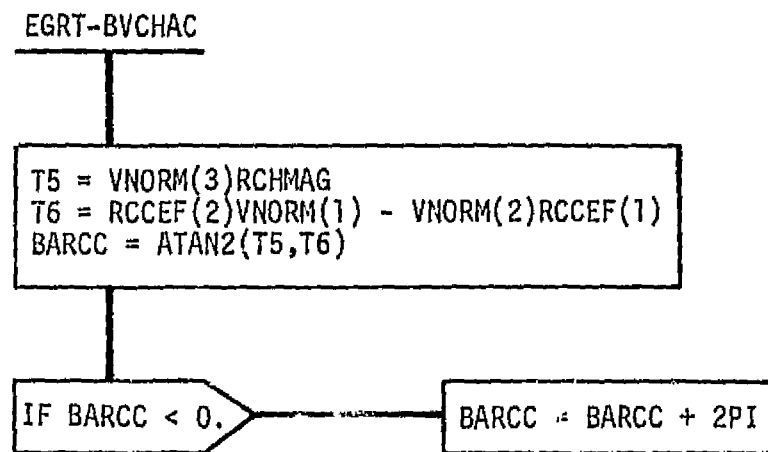 EGRT-BVCHAC
T5 = VNORM(3)RCHMAG
T6 = RCCEF(2)VNORM(1) - VNORM(2)RCCEF(1)
BARCC = ATAN2(T5,T6)
IF BARCC < 0.
BARCC = BARCC + 2PI